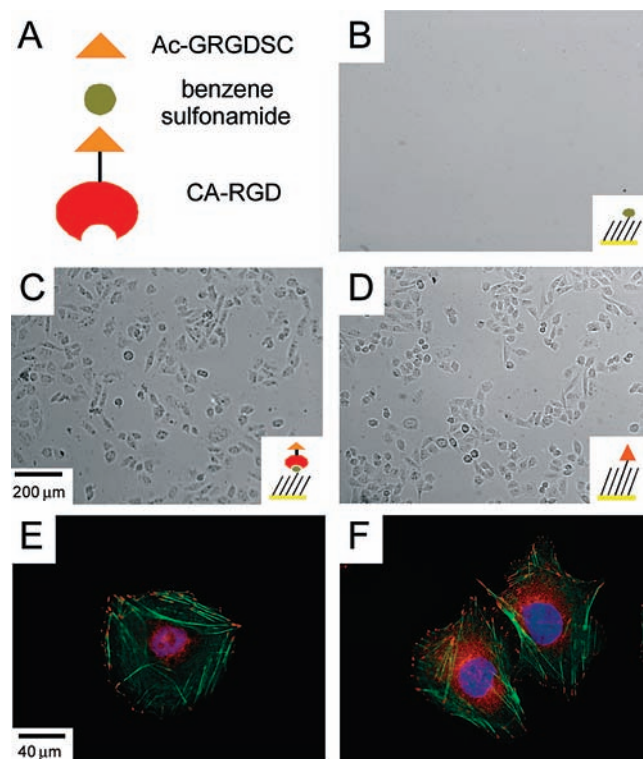 A
Ac-GRGDSC
benzene
sulfonamide
CA-RGD
B
C
200 μm
D
E
40 μm
F